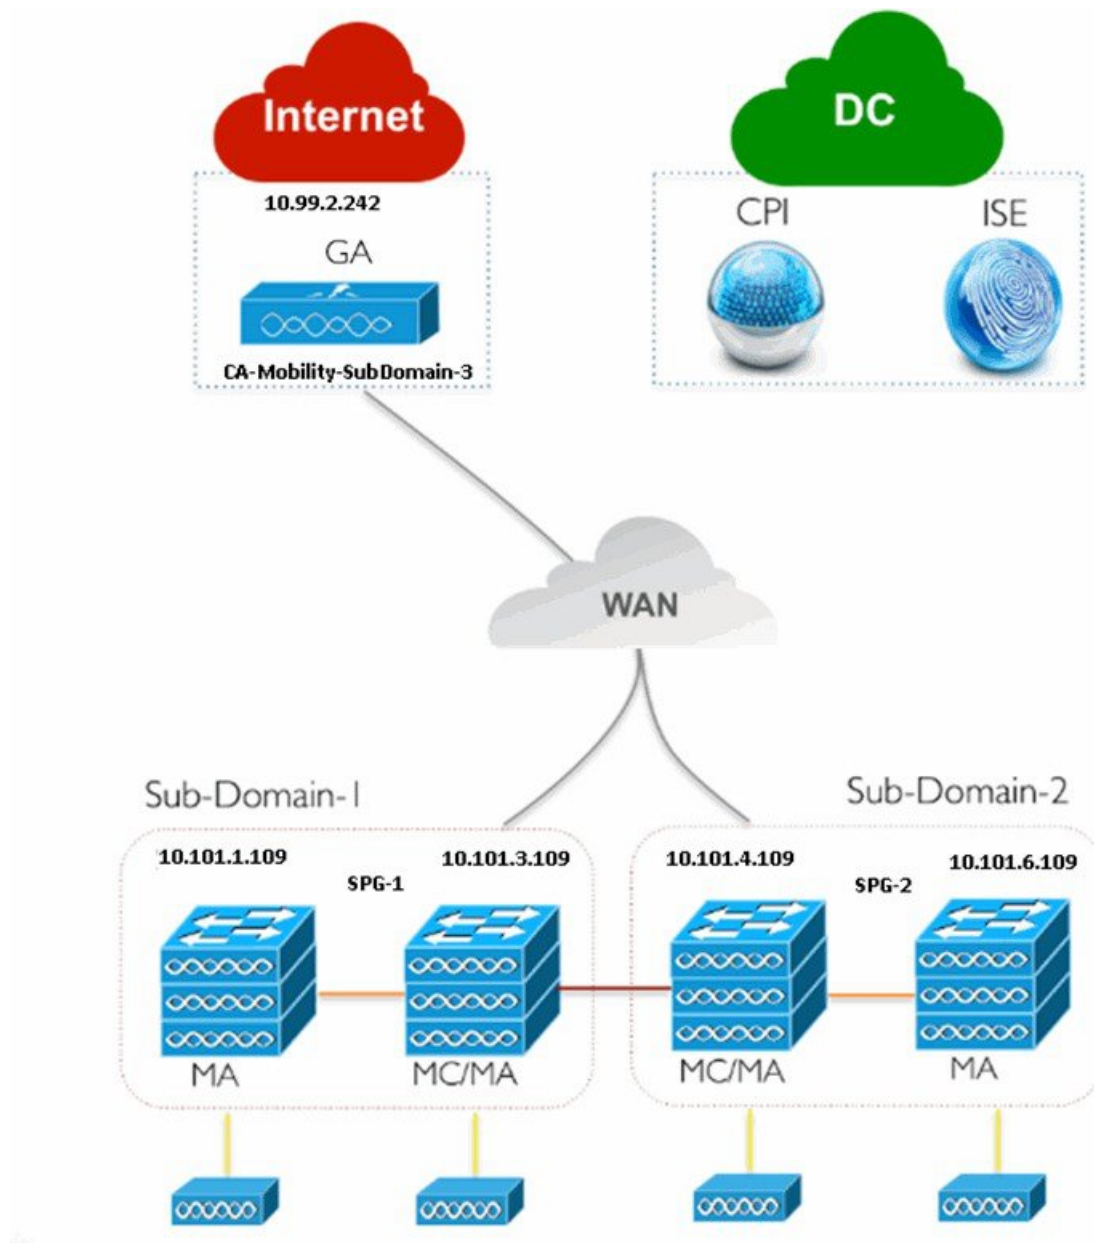 Internet
DC
10.99.2.242
GA
CA-Mobility-SubDomain-3
CPI
ISE
WAN
Sub-Domain-1
Sub-Domain-2
10.101.1.109
10.101.3.109
SPG-1
MA
MC/MA
10.101.4.109
10.101.6.109
SPG-2
MC/MA
MA